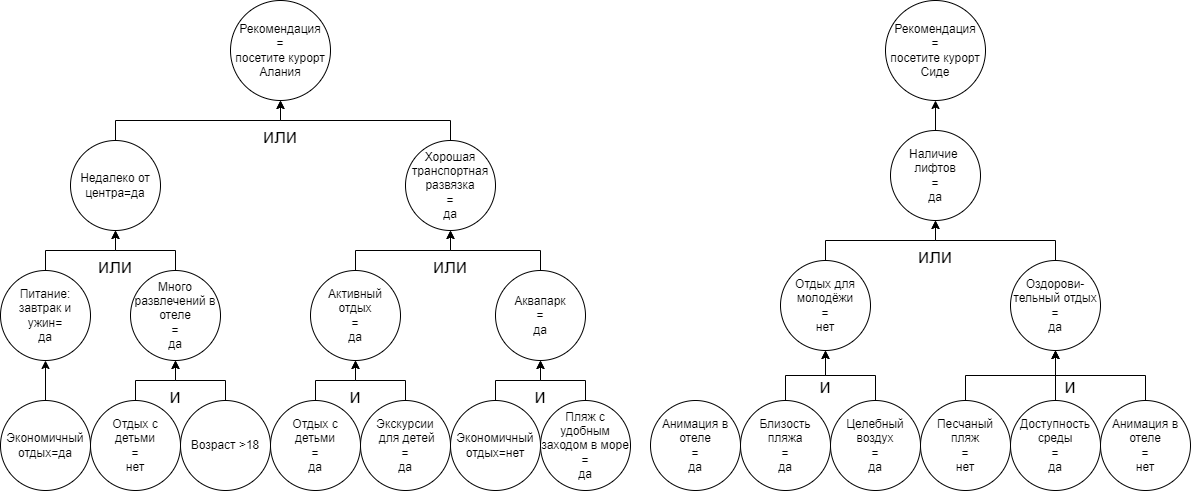 Рекомендация
=
посетите курорт
Алания
Рекомендация
=
посетите курорт
Сиде
ИЛИ
Недалеко от
центра=да
Хорошая
транспортная
развязка
=
да
Наличие
лифтов
=
да
ИЛИ
ИЛИ
ИЛИ
Питание:
завтрак и
ужин=
да
Много
развлечений в
отеле
=
да
Активный
отдых
=
да
Аквапарк
=
да
Отдых для
молодёжи
=
нет
Оздорови-
тельный отдых
=
да
И
И
И
И
И
Экономичный
отдых=да
Отдых с
детьми
=
нет
Возраст >18
Отдых с
детьми
=
да
Экскурсии
для детей
=
да
Экономичный
отдых=нет
Пляж с
удобным
заходом в море
=
да
Анимация в
отеле
=
да
Близость
пляжа
=
да
Целебный
воздух
=
да
Песчаный
пляж
=
нет
Доступность
среды
=
да
Анимация в
отеле
=
нет